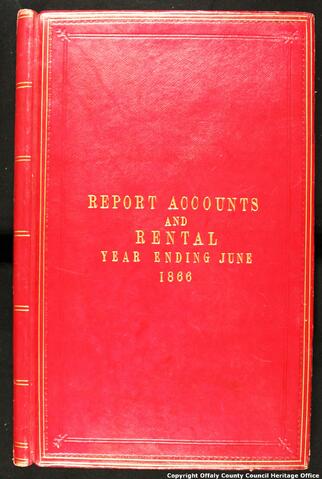 REPORT ACCOUNTS
AND
RENTAL
YEAR ENDING JUNE
1866
Copyright Offaly County Council Heritage Office